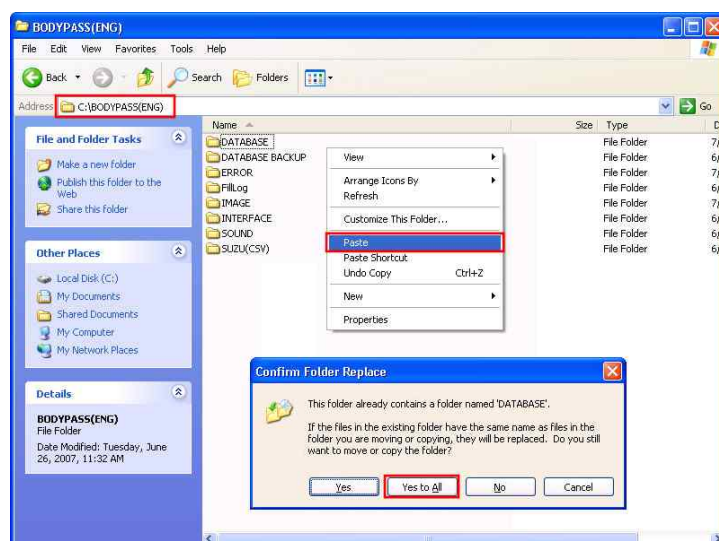 BODYPASS(ENG)
File Edit View Favorites Tools Help
Back Search Folders
Address C:\BODYPASS(ENG) Go
Name Size Type
File and Folder Tasks
Make a new folder
Publish this folder to the
Web
Share this folder
Other Places
Local Disk (C:)
My Documents
Shared Documents
My Computer
My Network Places
Details
BODYPASS(ENG)
File Folder
Date Modified: Tuesday, June
26, 2007, 11:32 AM
DATABASE File Folder 7/
DATABASE BACKUP File Folder 6/
ERROR File Folder 7/
FillLog File Folder 6/
IMAGE File Folder 7/
INTERFACE File Folder 6/
SOUND File Folder 6/
SUZU(CSV) File Folder 6/
View
Arrange Icons By
Refresh
Customize This Folder...
Paste
Paste Shortcut
Undo Copy Ctrl+Z
New
Properties
Confirm Folder Replace
This folder already contains a folder named 'DATABASE'.
If the files in the existing folder have the same name as files in the
folder you are moving or copying, they will be replaced. Do you still
want to move or copy the folder?
Yes Yes to All No Cancel